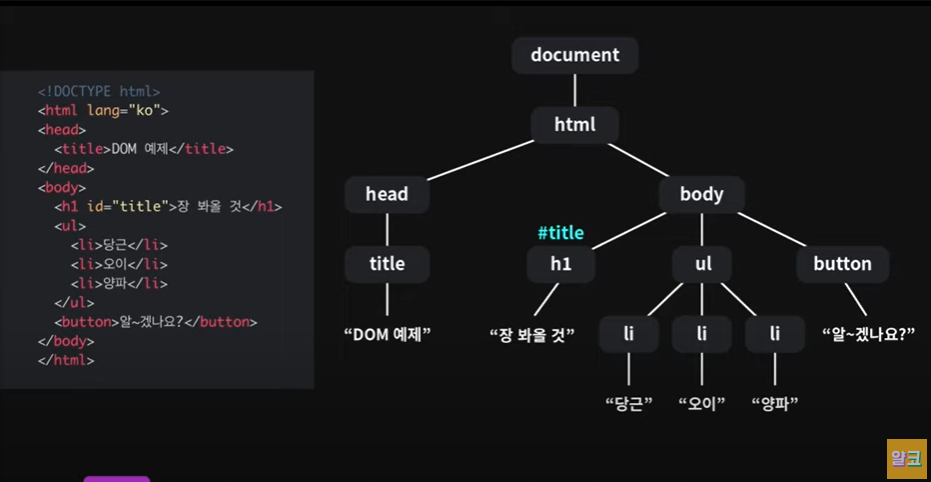 <!DOCTYPE html>
<html lang="ko">
<head>
<title>DOM 예제</title>
</head>
<body>
<h1 id="title">장 봐올 것</h1>
<ul>
<li>당근</li>
<li>오이</li>
<li>양파</li>
</ul>
<button>알~겠나요?</button>
</body>
</html>
document
html
head
body
#title
title
h1
ul
button
“DOM 예제”
“장 봐올 것”
li
li
li
“알~겠나요?”
“당근”
“오이”
“양파”
얄코